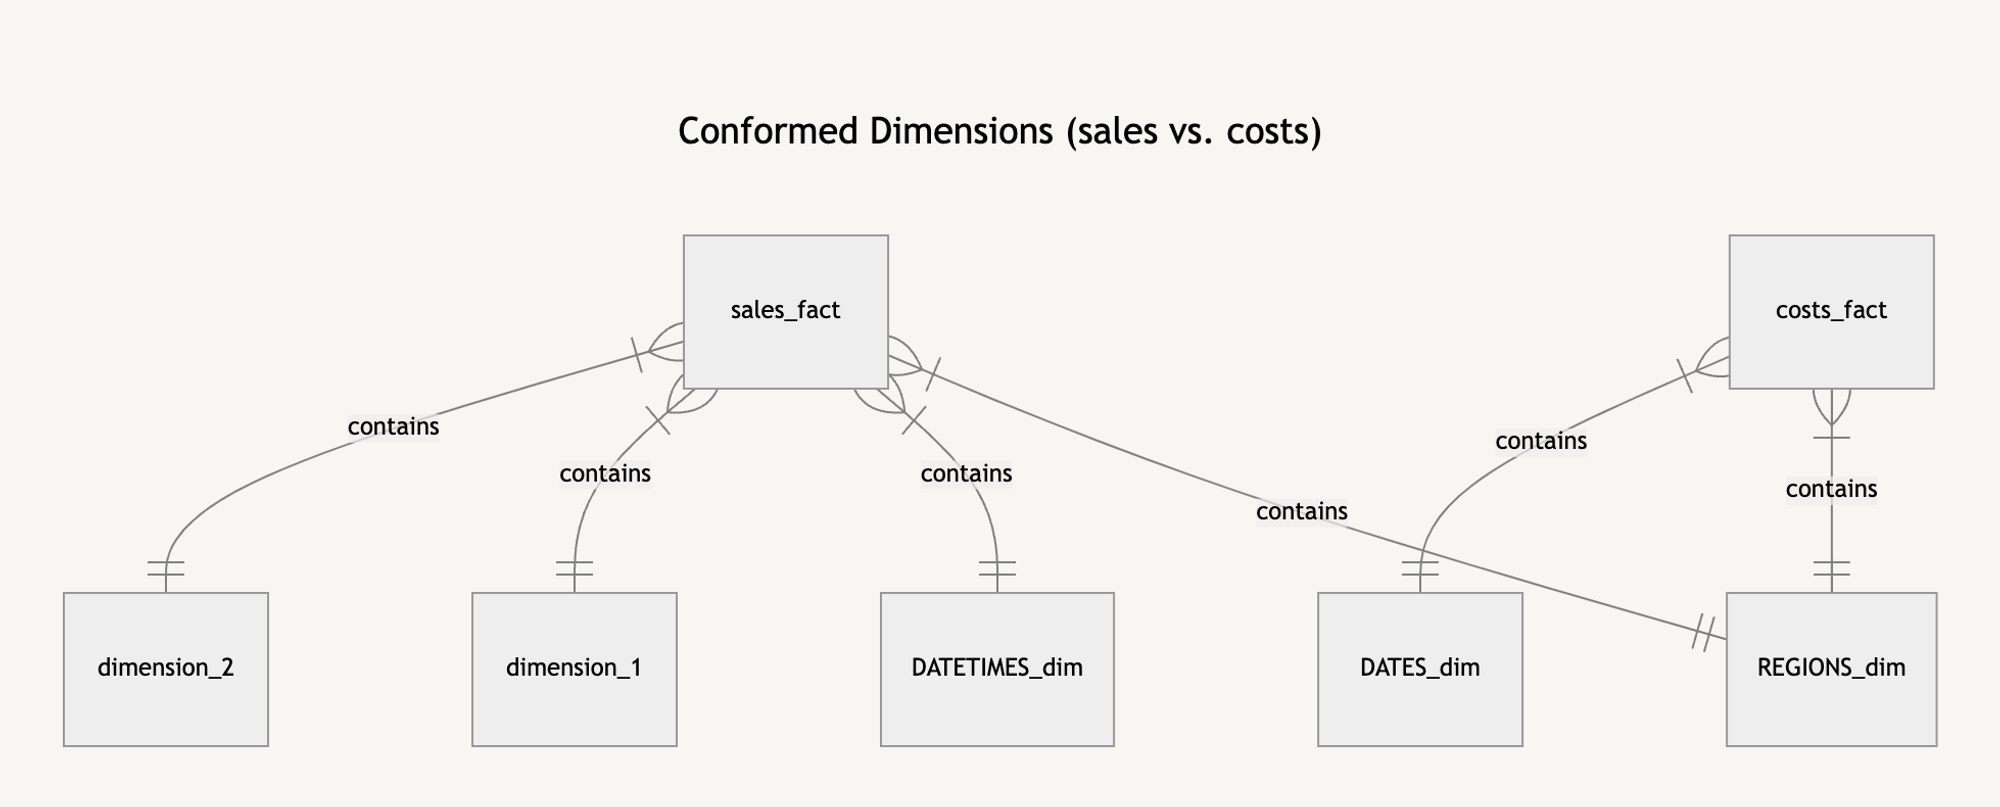 Conformed Dimensions (sales vs. costs)
sales_fact
costs_fact
contains
contains
contains
contains
contains
contains
dimension_2
dimension_1
DATETIMES_dim
DATES_dim
REGIONS_dim